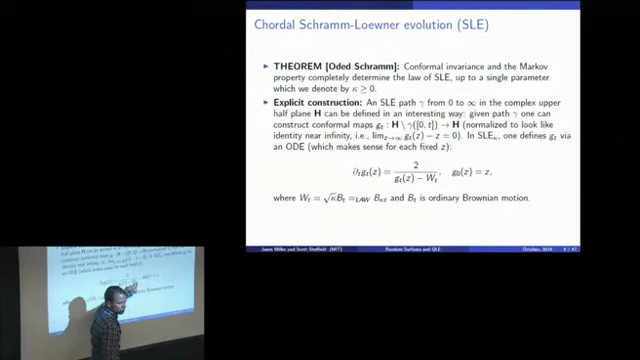 Chordal Schramm-Loewner evolution (SLE)
▶ THEOREM [Oded Schramm]: Conformal invariance and the Markov
property completely determine the law of SLE, up to a single parameter
which we denote by κ ≥ 0.
▶ Explicit construction: An SLE path γ from 0 to ∞ in the complex upper
half plane H can be defined in an interesting way: given path γ one can
construct conformal maps g_t : H \ γ([0, t]) → H (normalized to look like
identity near infinity, i.e., lim_{z→∞} g_t(z) − z = 0). In SLE_κ, one defines g_t via
an ODE (which makes sense for each fixed z):
∂_t g_t(z) = 2 / (g_t(z) − W_t), g_0(z) = z,
where W_t = √κ B_t =_{LAW} B_{κt} and B_t is ordinary Brownian motion.
Jason Miller and Scott Sheffield (MIT) Random Surfaces and QLE October, 2014